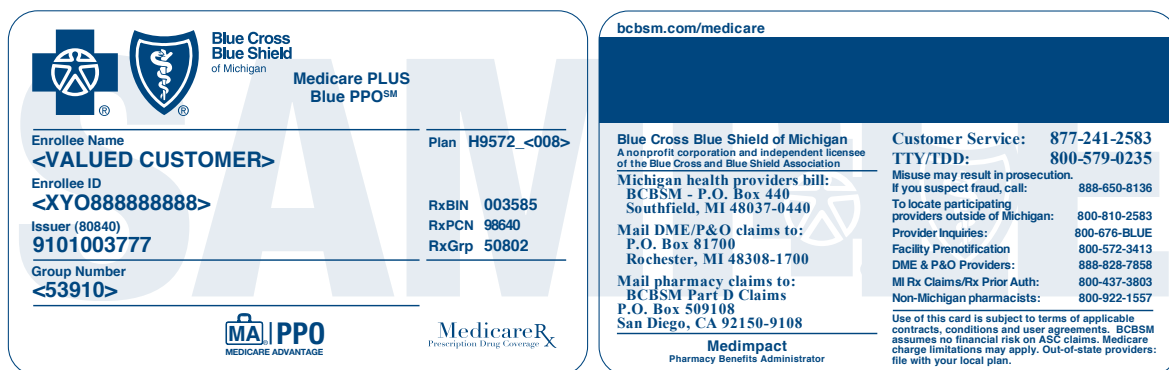 Blue Cross
Blue Shield
of Michigan
® ®
Medicare PLUS
Blue PPO℠
Enrollee Name
<VALUED CUSTOMER>
Enrollee ID
<XYO888888888>
Issuer (80840)
9101003777
Group Number
<53910>
Plan H9572_<008>
RxBIN 003585
RxPCN 98640
RxGrp 50802
MA® PPO
MEDICARE ADVANTAGE
MedicareRx
Prescription Drug Coverage
SAMPLE
bcbsm.com/medicare
Blue Cross Blue Shield of Michigan
A nonprofit corporation and independent licensee
of the Blue Cross and Blue Shield Association
Michigan health providers bill:
BCBSM - P.O. Box 440
Southfield, MI 48037-0440
Mail DME/P&O claims to:
P.O. Box 81700
Rochester, MI 48308-1700
Mail pharmacy claims to:
BCBSM Part D Claims
P.O. Box 509108
San Diego, CA 92150-9108
Medimpact
Pharmacy Benefits Administrator
Customer Service: 877-241-2583
TTY/TDD: 800-579-0235
Misuse may result in prosecution.
If you suspect fraud, call: 888-650-8136
To locate participating
providers outside of Michigan: 800-810-2583
Provider Inquiries: 800-676-BLUE
Facility Prenotification 800-572-3413
DME & P&O Providers: 888-828-7858
MI Rx Claims/Rx Prior Auth: 800-437-3803
Non-Michigan pharmacists: 800-922-1557
Use of this card is subject to terms of applicable
contracts, conditions and user agreements. BCBSM
assumes no financial risk on ASC claims. Medicare
charge limitations may apply. Out-of-state providers:
file with your local plan.